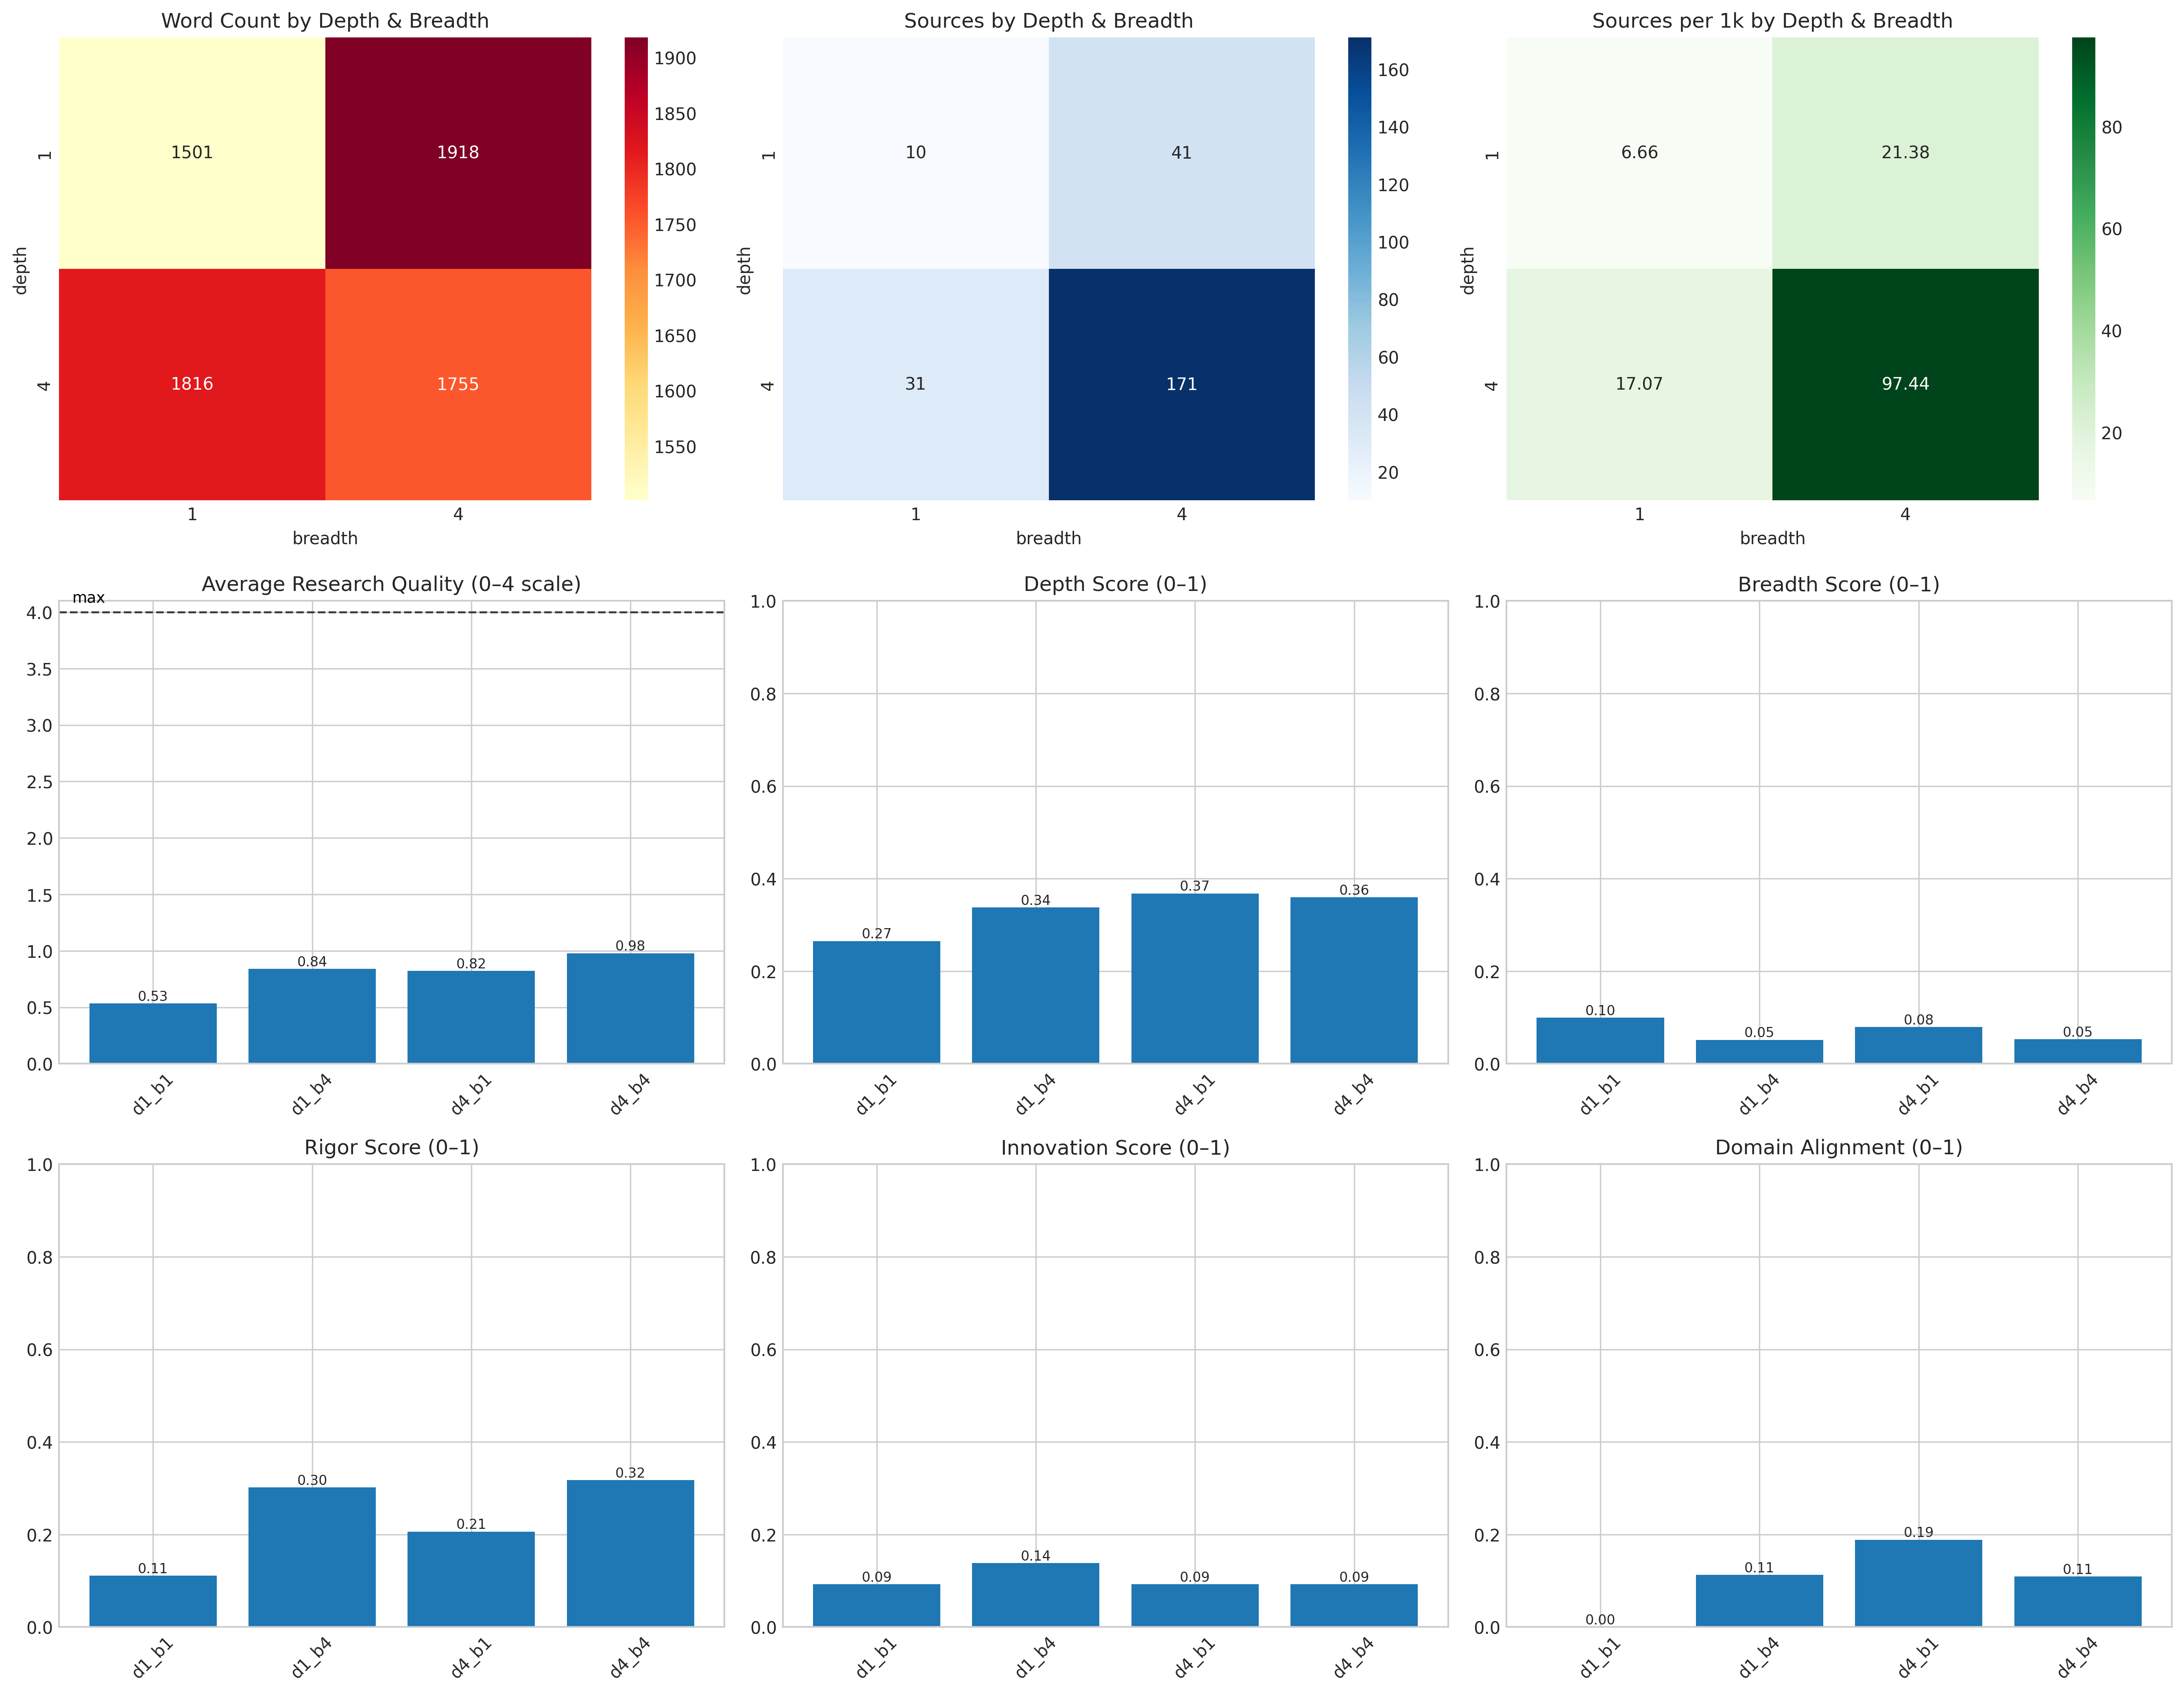 Word Count by Depth & Breadth
1
4
depth
1501
1918
1816
1755
1
4
breadth
1900
1850
1800
1750
1700
1650
1600
1550
Sources by Depth & Breadth
1
4
depth
10
41
31
171
1
4
breadth
160
140
120
100
80
60
40
20
Sources per 1k by Depth & Breadth
1
4
depth
6.66
21.38
17.07
97.44
1
4
breadth
80
60
40
20
Average Research Quality (0–4 scale)
max
4.0
3.5
3.0
2.5
2.0
1.5
1.0
0.5
0.0
0.53
0.84
0.82
0.98
d1_b1
d1_b4
d4_b1
d4_b4
Depth Score (0–1)
1.0
0.8
0.6
0.4
0.2
0.0
0.27
0.34
0.37
0.36
d1_b1
d1_b4
d4_b1
d4_b4
Breadth Score (0–1)
1.0
0.8
0.6
0.4
0.2
0.0
0.10
0.05
0.08
0.05
d1_b1
d1_b4
d4_b1
d4_b4
Rigor Score (0–1)
1.0
0.8
0.6
0.4
0.2
0.0
0.11
0.30
0.21
0.32
d1_b1
d1_b4
d4_b1
d4_b4
Innovation Score (0–1)
1.0
0.8
0.6
0.4
0.2
0.0
0.09
0.14
0.09
0.09
d1_b1
d1_b4
d4_b1
d4_b4
Domain Alignment (0–1)
1.0
0.8
0.6
0.4
0.2
0.0
0.00
0.11
0.19
0.11
d1_b1
d1_b4
d4_b1
d4_b4